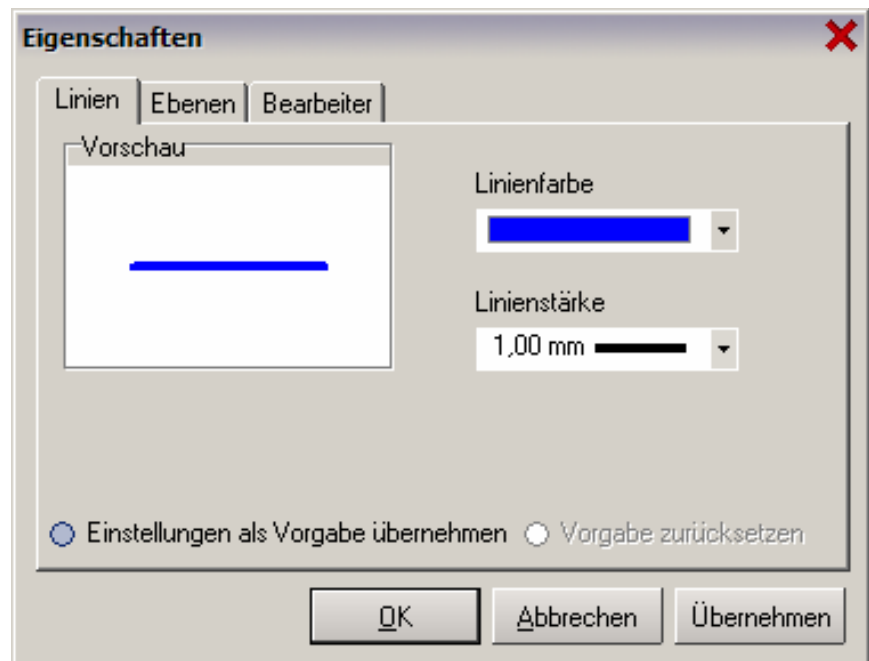 Eigenschaften
Linien Ebenen Bearbeiter
Vorschau
Linienfarbe
Linienstärke
1,00 mm
Einstellungen als Vorgabe übernehmen Vorgabe zurücksetzen
OK Abbrechen Übernehmen